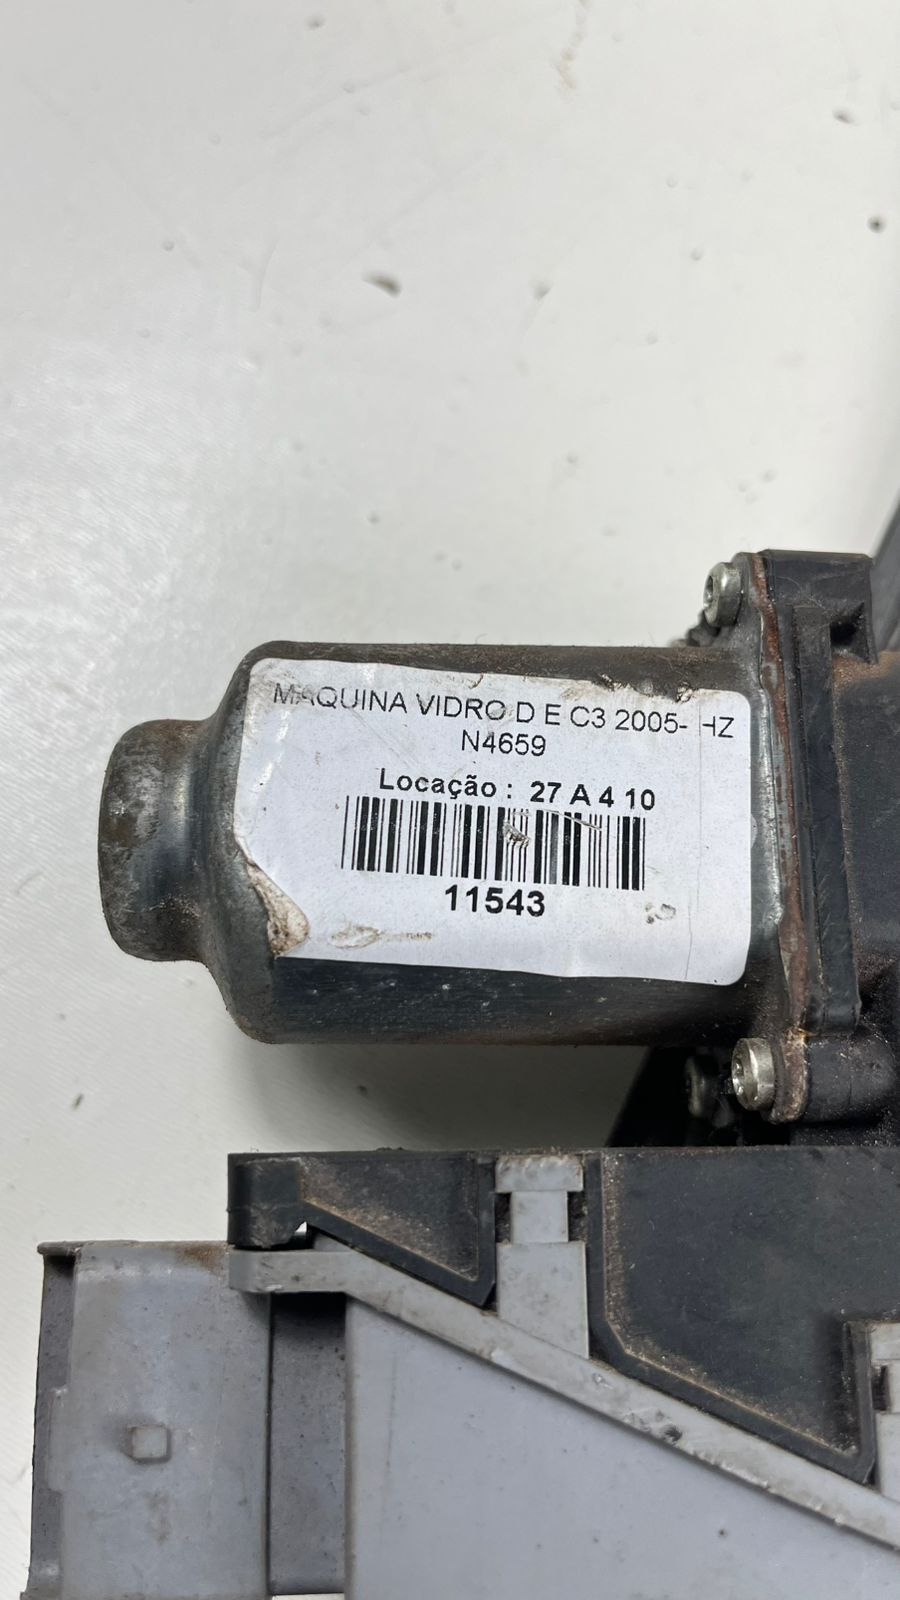 MAQUINA VIDRO D E C3 2005- HZ
N4659
Locação : 27 A 4 10
11543